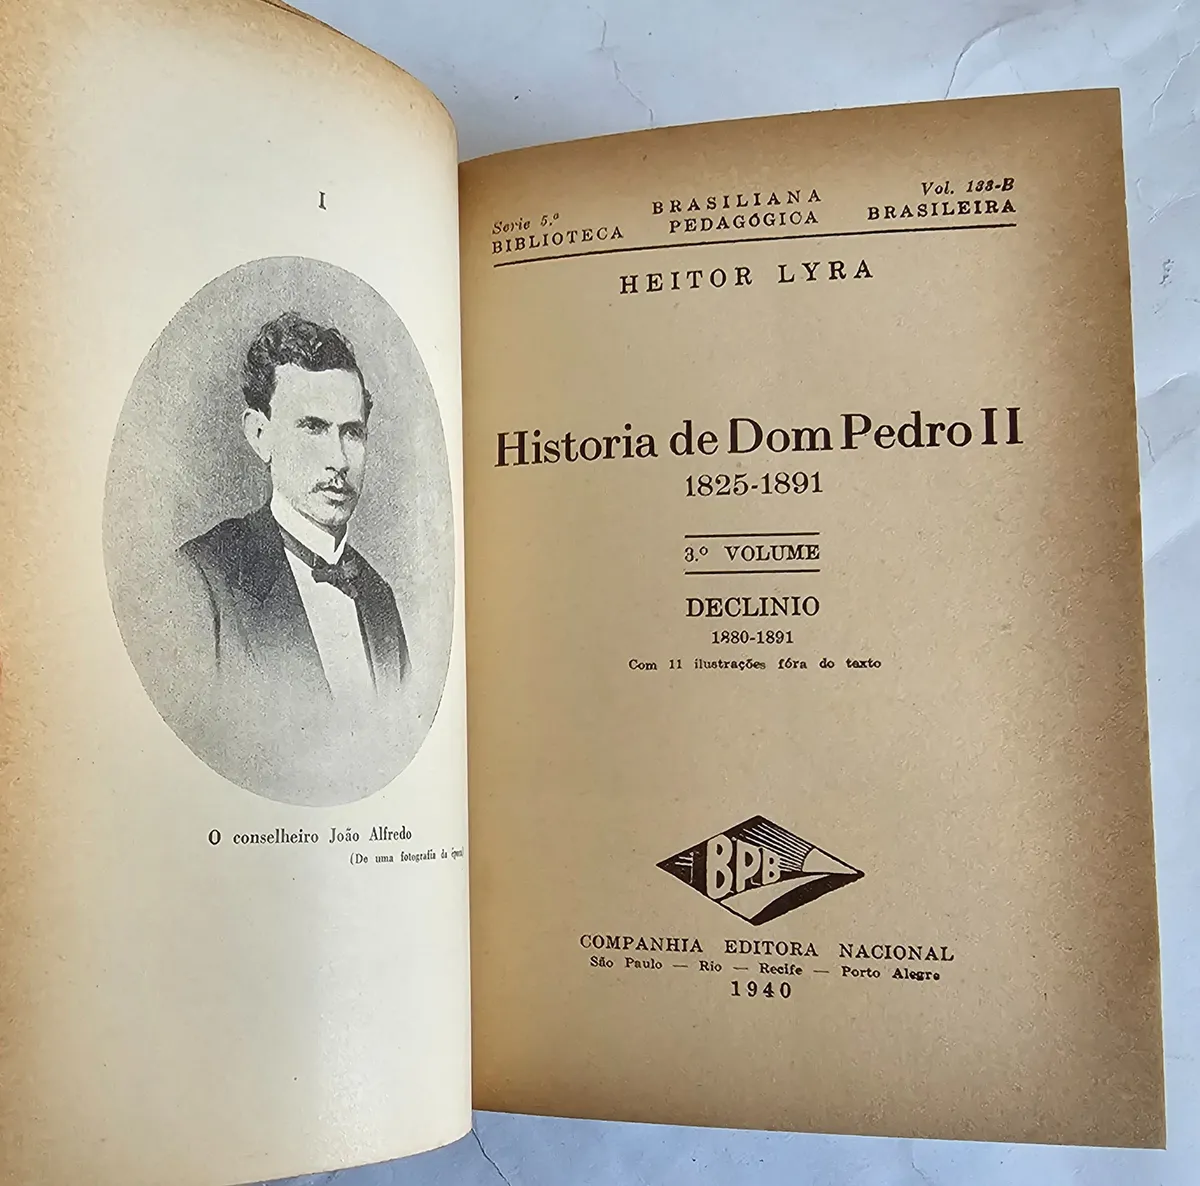 I
O conselheiro João Alfredo
(De uma fotografia da época)
Serie 5.ª BRASILIANA Vol. 133-B
BIBLIOTECA PEDAGÓGICA BRASILEIRA
HEITOR LYRA
Historia de Dom Pedro II
1825-1891
3.º VOLUME
DECLINIO
1880-1891
Com 11 ilustrações fóra do texto
BPB
COMPANHIA EDITORA NACIONAL
São Paulo — Rio — Recife — Porto Alegre
1940